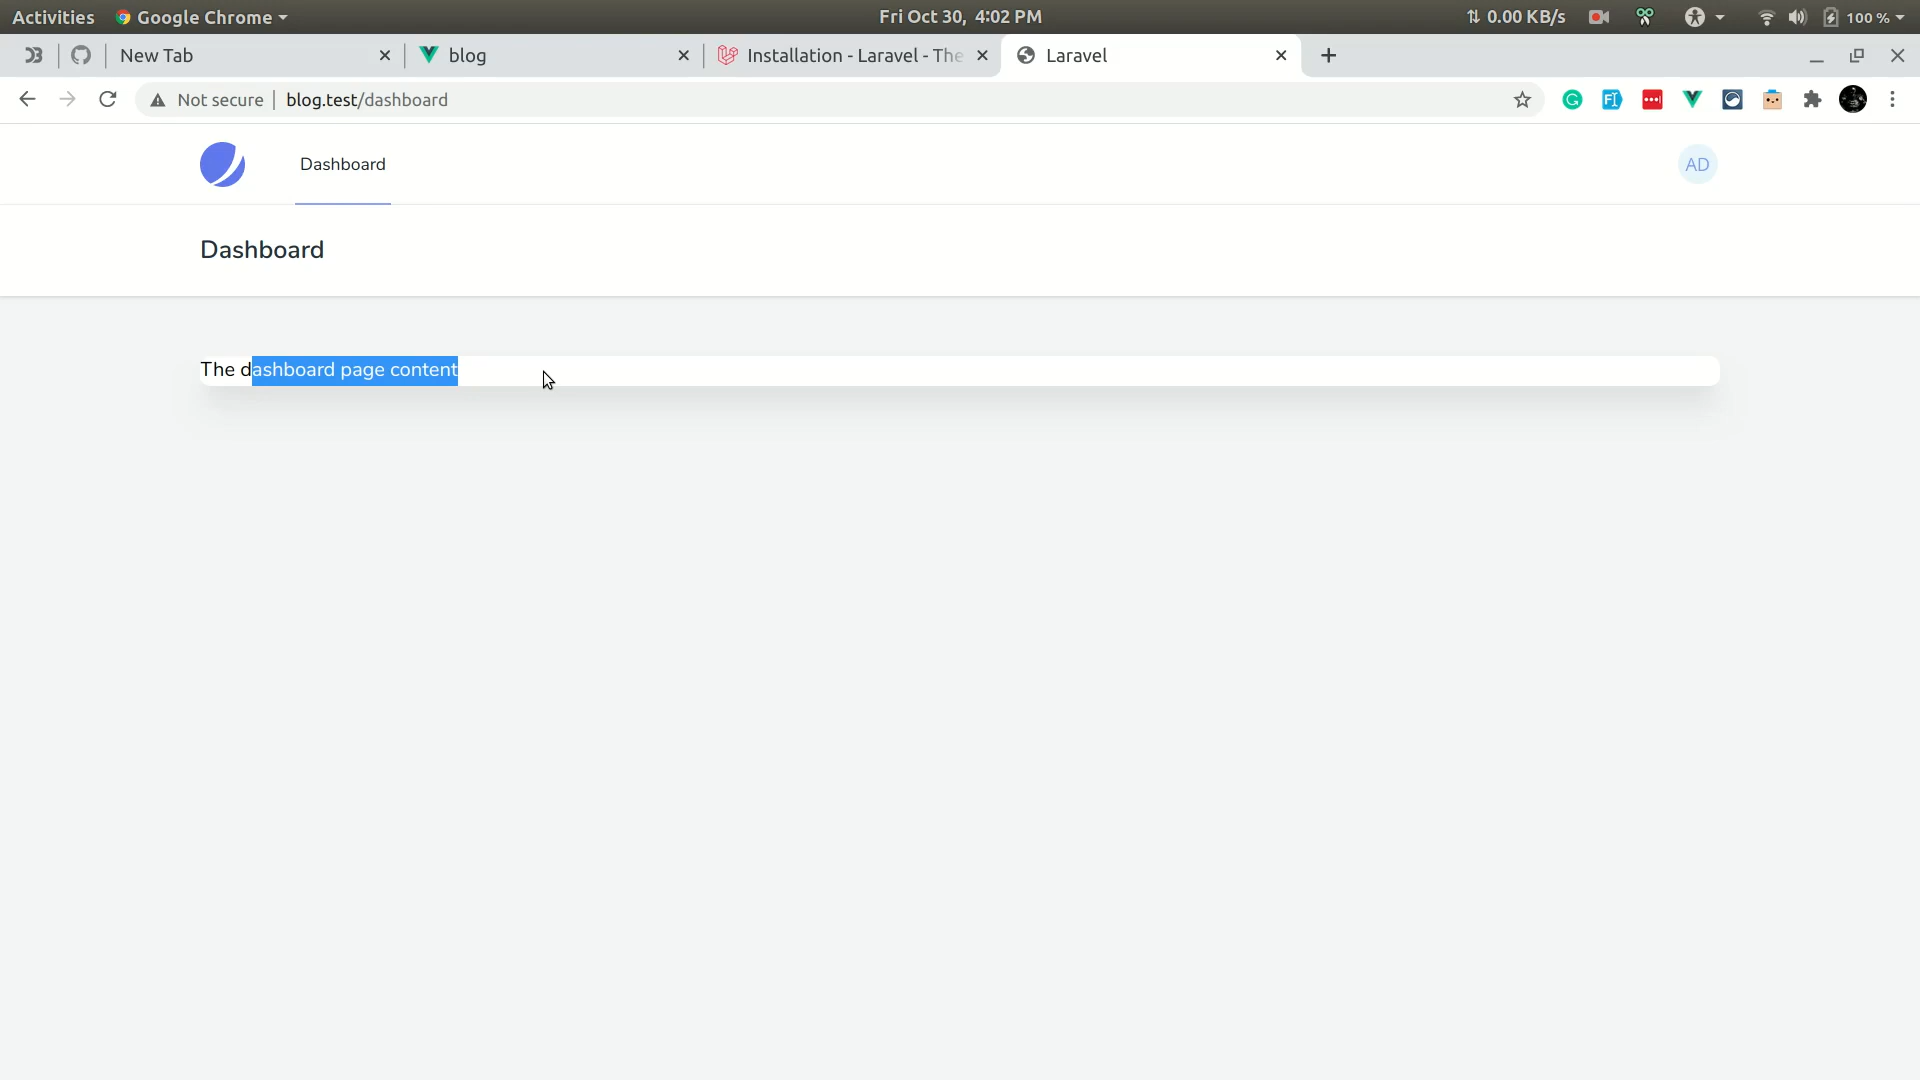 Activities Google Chrome Fri Oct 30, 4:02 PM 0.00 KB/s 100 %
New Tab blog Installation - Laravel - The Laravel
Not secure blog.test/dashboard
Dashboard AD
Dashboard
The dashboard page content